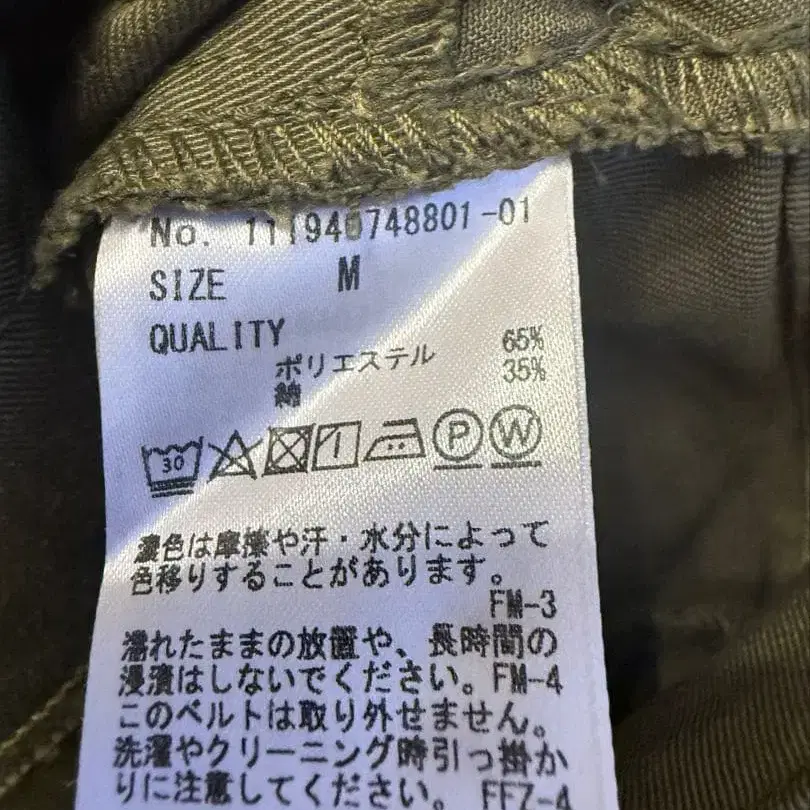 No. 111940748801-01
SIZE M
QUALITY
ポリエステル 65%
綿 35%
30 P W
濃色は摩擦や汗・水分によって
色移りすることがあります。
FM-3
濡れたままの放置や、長時間の
浸漬はしないでください。FM-4
このベルトは取り外せません。
洗濯やクリーニング時引っ掛か
りに注意してください。FFZ-4